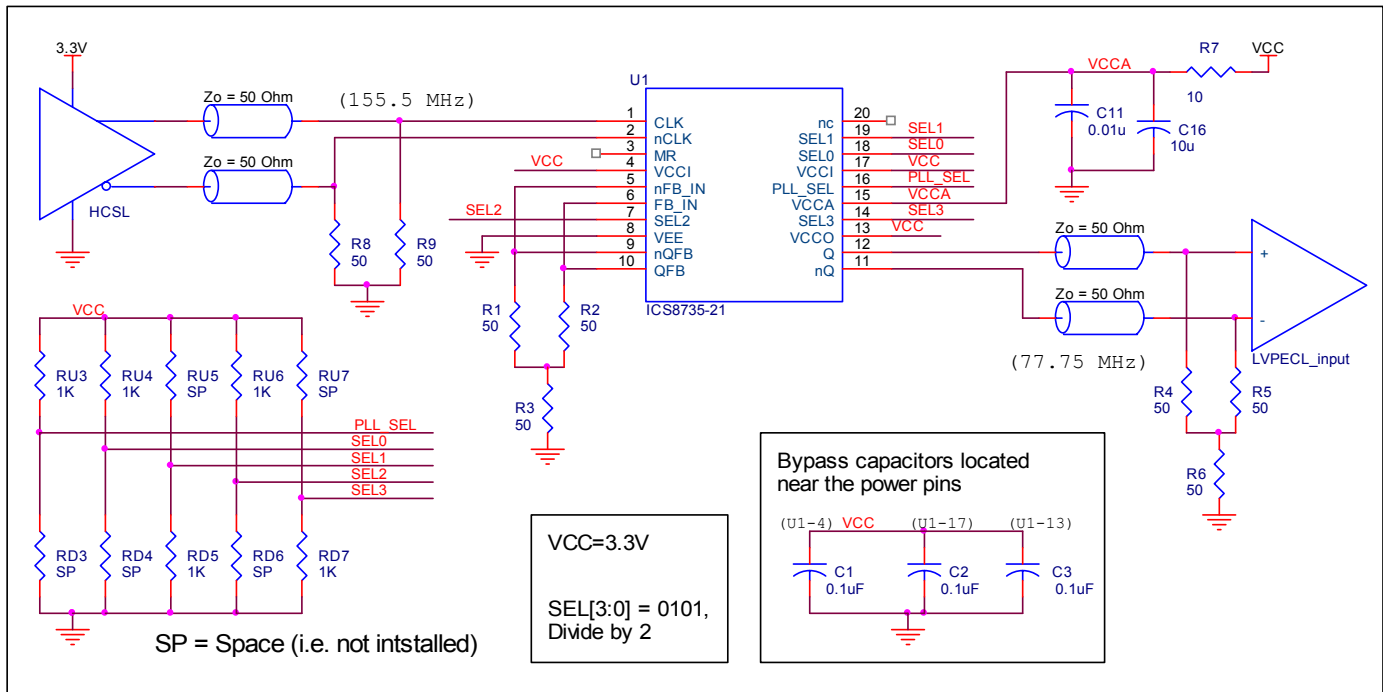 3.3V
Zo = 50 Ohm
(155.5 MHz)
Zo = 50 Ohm
HCSL
R8
50
R9
50
U1
1 CLK
2 nCLK
3 MR
4 VCCI
5 nFB_IN
6 FB_IN
7 SEL2
8 VEE
9 nQFB
10 QFB
VCC
SEL2
nc 20
SEL1 19 SEL1
SEL0 18 SEL0
VCCI 17 VCC
PLL_SEL 16 PLL_SEL
VCCA 15 VCCA
SEL3 14 SEL3
VCCO 13 VCC
Q 12
nQ 11
ICS8735-21
R1
50
R2
50
R3
50
VCCA
R7
10
VCC
C11
0.01u
C16
10u
Zo = 50 Ohm
Zo = 50 Ohm
(77.75 MHz)
+
-
LVPECL_input
R4
50
R5
50
R6
50
VCC
RU3
1K
RU4
1K
RU5
SP
RU6
1K
RU7
SP
PLL_SEL
SEL0
SEL1
SEL2
SEL3
RD3
SP
RD4
SP
RD5
1K
RD6
SP
RD7
1K
SP = Space (i.e. not intstalled)
VCC=3.3V
SEL[3:0] = 0101,
Divide by 2
Bypass capacitors located
near the power pins
(U1-4) VCC (U1-17) (U1-13)
C1
0.1uF
C2
0.1uF
C3
0.1uF